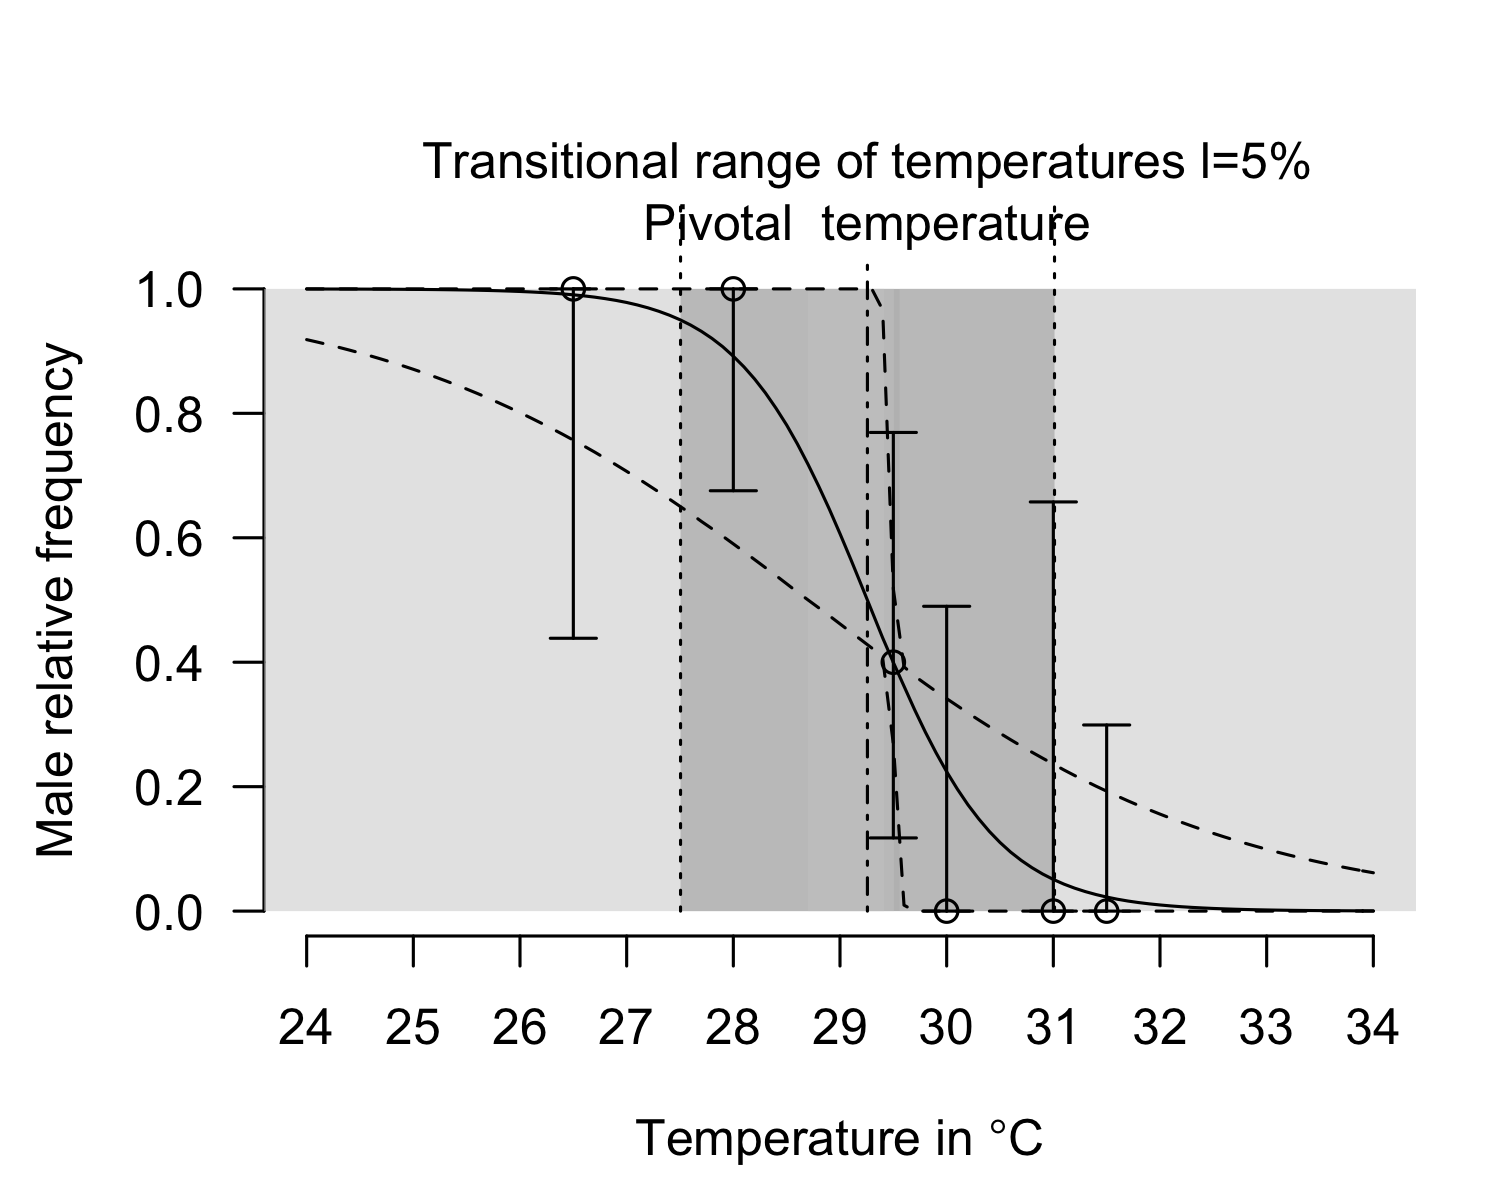 Transitional range of temperatures l=5%
Pivotal  temperature
1.0
0.8
0.6
0.4
0.2
0.0
Male relative frequency
24 25 26 27 28 29 30 31 32 33 34
Temperature in °C